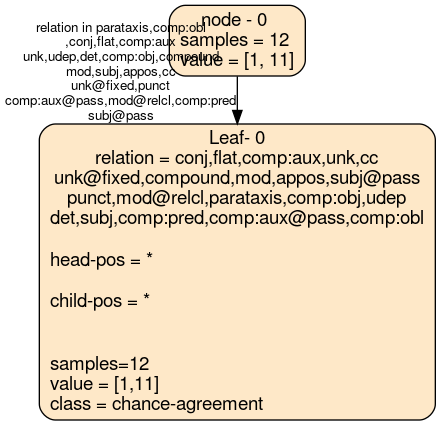 node - 0
samples = 12
value = [1, 11]
relation in parataxis,comp:obl
,conj,flat,comp:aux
unk,udep,det,comp:obj,compound
mod,subj,appos,cc
unk@fixed,punct
comp:aux@pass,mod@relcl,comp:pred
subj@pass
Leaf- 0
relation = conj,flat,comp:aux,unk,cc
unk@fixed,compound,mod,appos,subj@pass
punct,mod@relcl,parataxis,comp:obj,udep
det,subj,comp:pred,comp:aux@pass,comp:obl
head-pos = *
child-pos = *
samples=12
value = [1,11]
class = chance-agreement